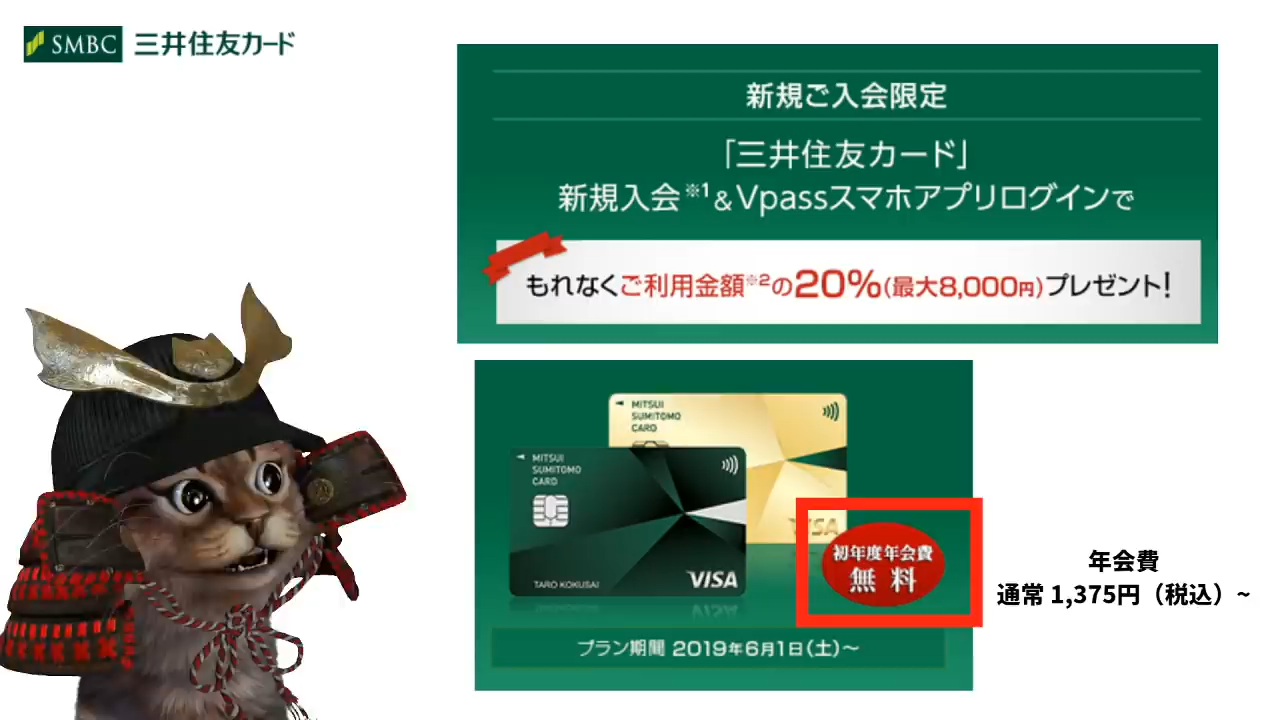 SMBC 三井住友カード
新規ご入会限定
「三井住友カード」
新規入会※1&Vpassスマホアプリログインで
もれなくご利用金額※2の20%(最大8,000円)プレゼント!
MITSUI
SUMITOMO
CARD
VISA
MITSUI
SUMITOMO
CARD
TARO KOKUSAI
VISA
初年度年会費
無料
プラン期間 2019年6月1日(土)~
年会費
通常 1,375円（税込）~